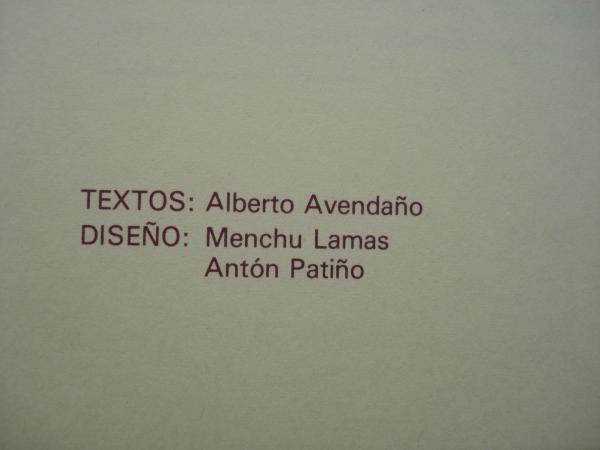 TEXTOS: Alberto Avendaño
DISEÑO: Menchu Lamas
Antón Patiño